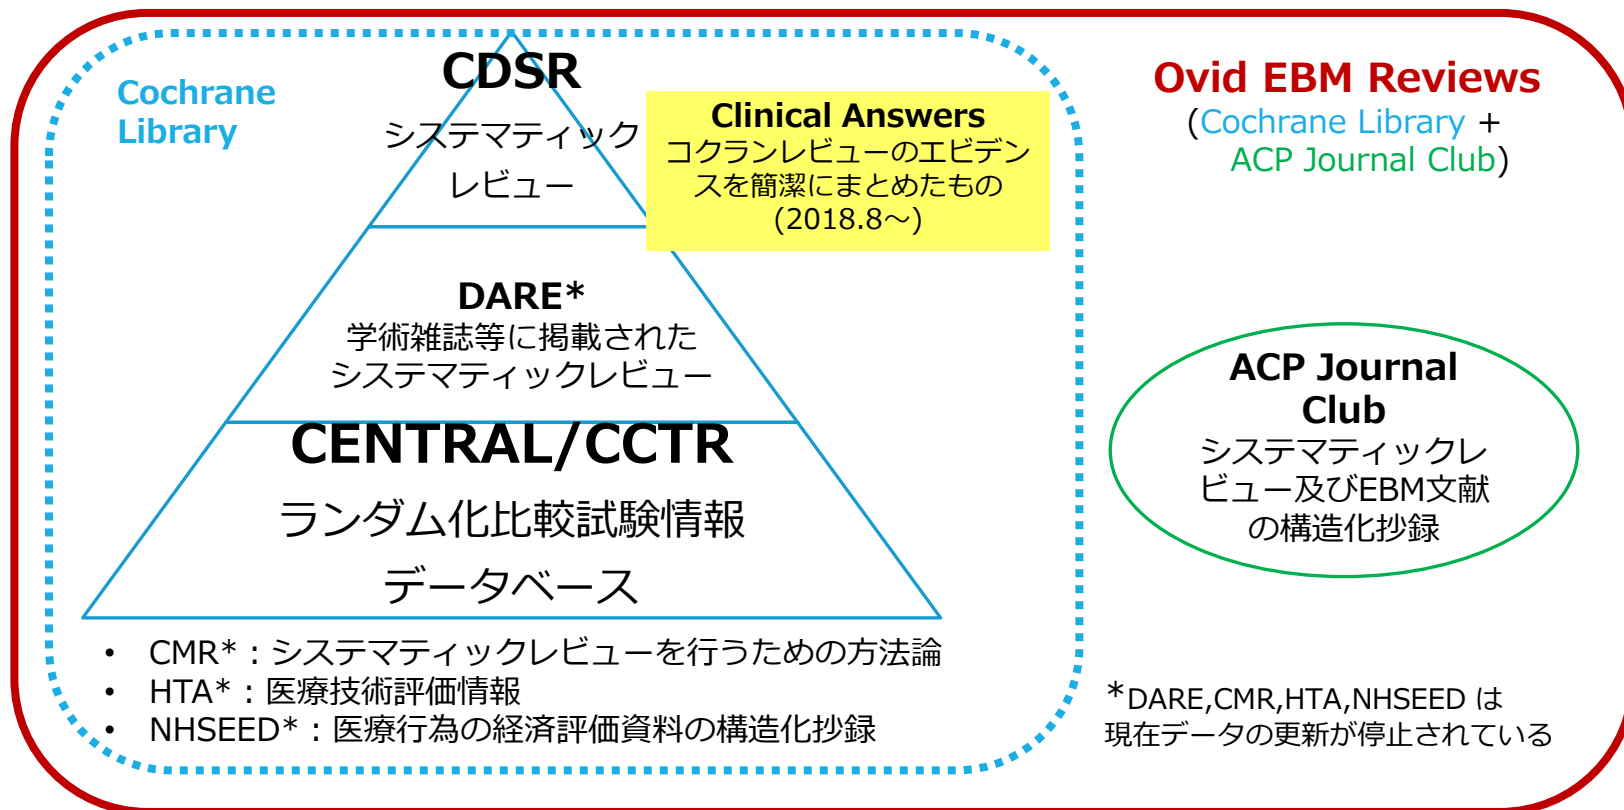 Cochrane
Library
CDSR
システマティック
レビュー
Clinical Answers
コクランレビューのエビデン
スを簡潔にまとめたもの
(2018.8～)
DARE*
学術雑誌等に掲載された
システマティックレビュー
CENTRAL/CCTR
ランダム化比較試験情報
データベース
• CMR*：システマティックレビューを行うための方法論
• HTA*：医療技術評価情報
• NHSEED*：医療行為の経済評価資料の構造化抄録
Ovid EBM Reviews
(Cochrane Library +
ACP Journal Club)
ACP Journal
Club
システマティックレ
ビュー及びEBM文献
の構造化抄録
*DARE,CMR,HTA,NHSEED は
現在データの更新が停止されている